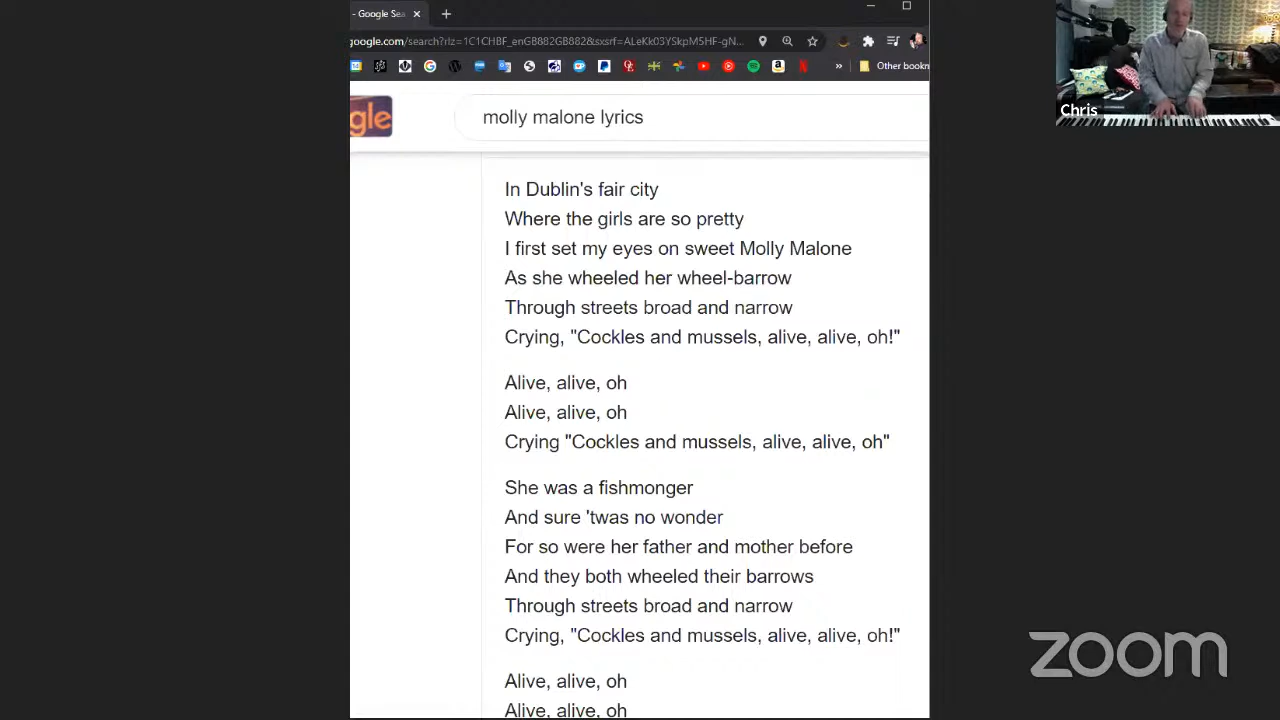 - Google Sea
google.com/search?rlz=1C1CHBF_enGB882GB882&sxsrf=ALeKk03YSkpM5HF-gN...
Other bookm
gle
molly malone lyrics
In Dublin's fair city
Where the girls are so pretty
I first set my eyes on sweet Molly Malone
As she wheeled her wheel-barrow
Through streets broad and narrow
Crying, "Cockles and mussels, alive, alive, oh!"
Alive, alive, oh
Alive, alive, oh
Crying "Cockles and mussels, alive, alive, oh"
She was a fishmonger
And sure 'twas no wonder
For so were her father and mother before
And they both wheeled their barrows
Through streets broad and narrow
Crying, "Cockles and mussels, alive, alive, oh!"
Alive, alive, oh
Alive, alive, oh
Chris
zoom